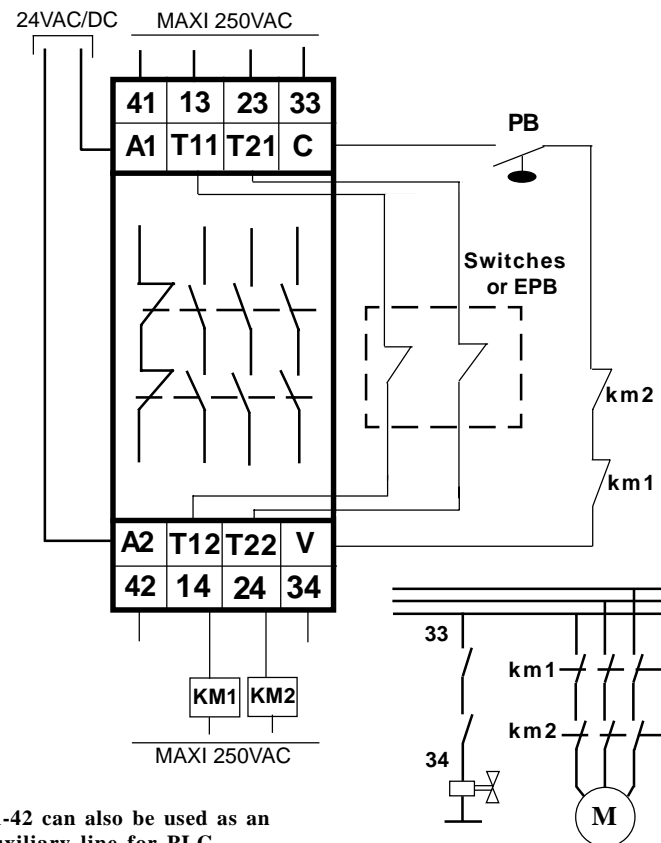 24VAC/DC MAXI 250VAC
41 13 23 33
A1 T11 T21 C
PB
Switches
or EPB
km2
km1
A2 T12 T22 V
42 14 24 34
33
km1
KM1 KM2
km2
MAXI 250VAC
34
M
-42 can also be used as an
line for PLC